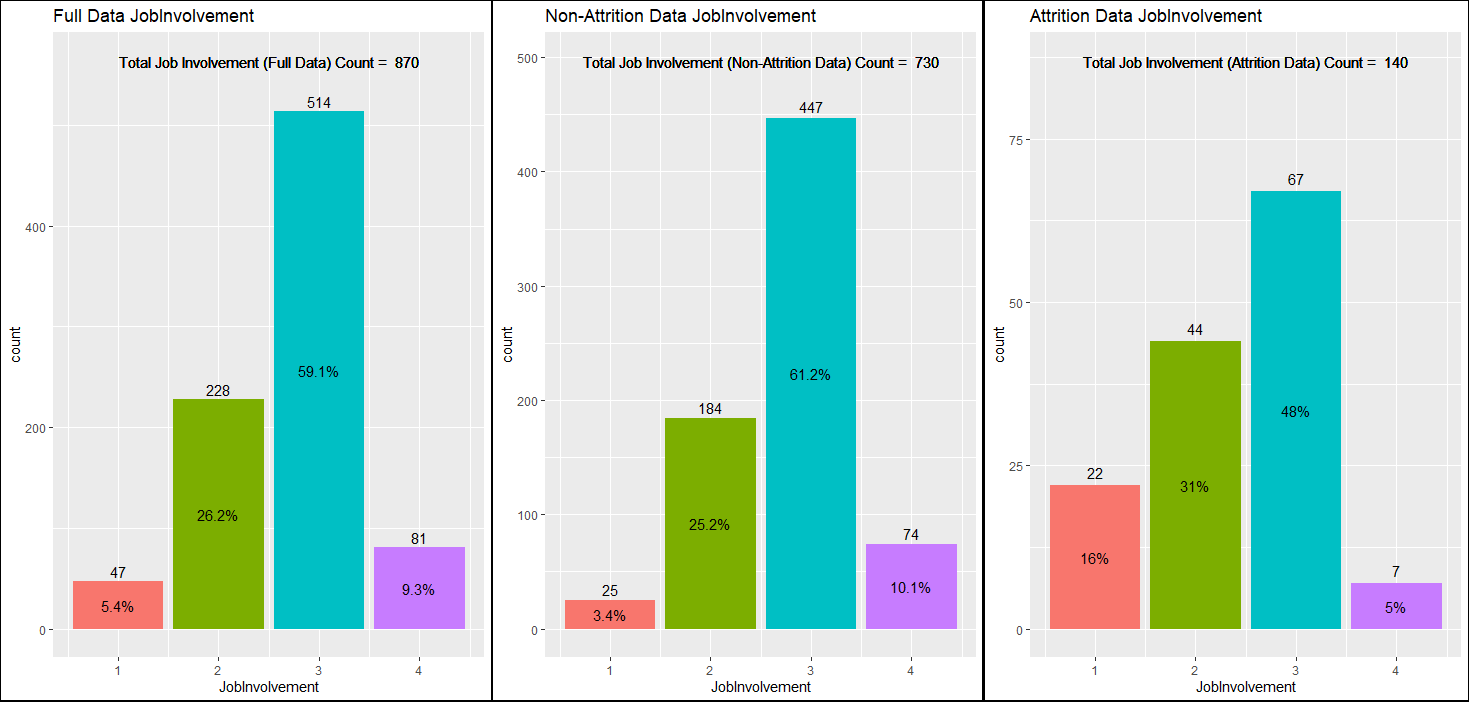 Full Data JobInvolvement
Total Job Involvement (Full Data) Count = 870
count
400
200
0
47
5.4%
228
26.2%
514
59.1%
81
9.3%
1 2 3 4
JobInvolvement
Non-Attrition Data JobInvolvement
Total Job Involvement (Non-Attrition Data) Count = 730
count
500
400
300
200
100
0
25
3.4%
184
25.2%
447
61.2%
74
10.1%
1 2 3 4
JobInvolvement
Attrition Data JobInvolvement
Total Job Involvement (Attrition Data) Count = 140
count
75
50
25
0
22
16%
44
31%
67
48%
7
5%
1 2 3 4
JobInvolvement